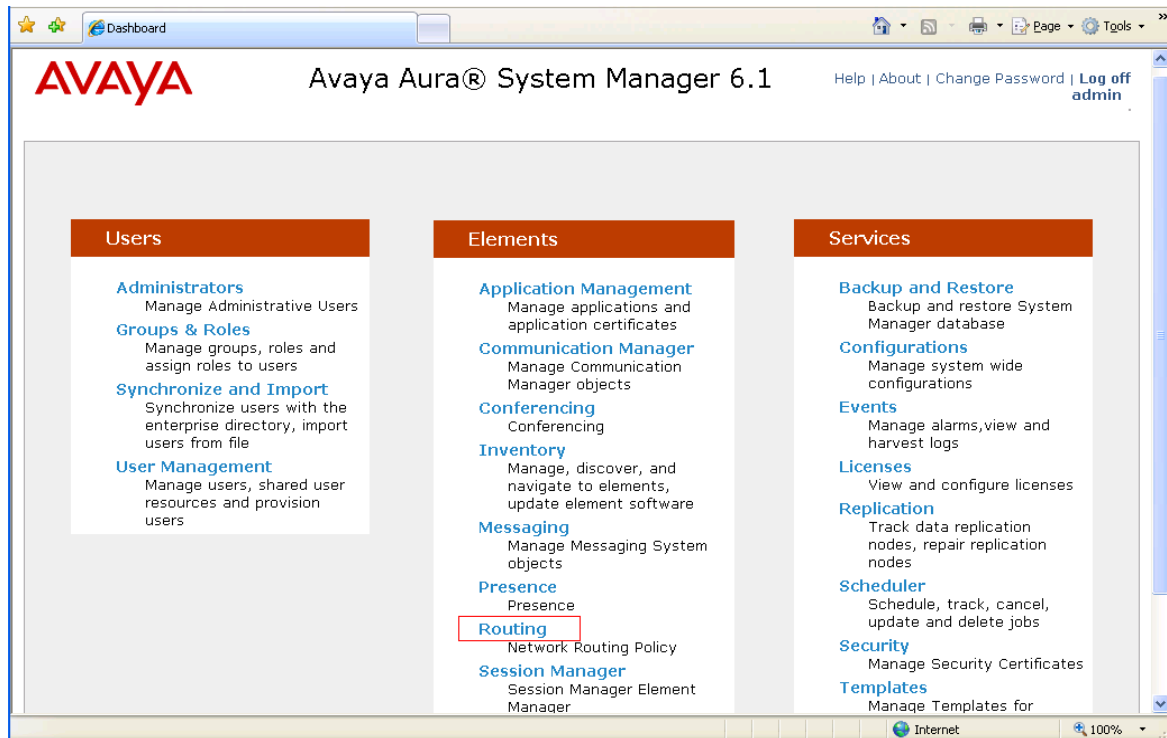 Dashboard
Page
Tools
»
AVAYA
Avaya Aura® System Manager 6.1
Help | About | Change Password | Log off
admin
Users
Administrators
Manage Administrative Users
Groups & Roles
Manage groups, roles and
assign roles to users
Synchronize and Import
Synchronize users with the
enterprise directory, import
users from file
User Management
Manage users, shared user
resources and provision
users
Elements
Application Management
Manage applications and
application certificates
Communication Manager
Manage Communication
Manager objects
Conferencing
Conferencing
Inventory
Manage, discover, and
navigate to elements,
update element software
Messaging
Manage Messaging System
objects
Presence
Presence
Routing
Network Routing Policy
Session Manager
Session Manager Element
Manager
Services
Backup and Restore
Backup and restore System
Manager database
Configurations
Manage system wide
configurations
Events
Manage alarms,view and
harvest logs
Licenses
View and configure licenses
Replication
Track data replication
nodes, repair replication
nodes
Scheduler
Schedule, track, cancel,
update and delete jobs
Security
Manage Security Certificates
Templates
Manage Templates for
Internet
100%